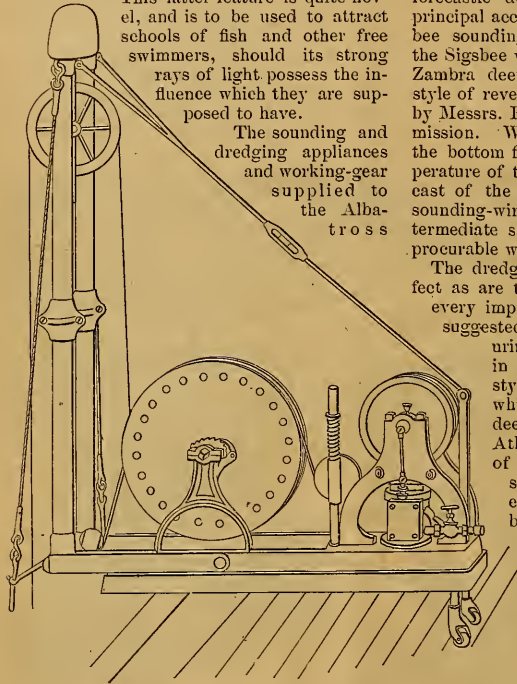 This latter feature is quite nov-
el, and is to be used to attract
schools of fish and other free
swimmers, should its strong
rays of light possess the in-
fluence which they are sup-
posed to have.
The sounding and
dredging appliances
and working-gear
supplied to
the Alba-
tross
forecastle
principal acc
bee sounding
the Sigsbee
Zambra dee
style of reve
by Messrs.
mission. W
the bottom f
perature of t
cast of the
sounding-wir
termediate s
procurable w
The dredg
fect as are t
every imp
suggested
urin
in
sty
wh
dee
Atl
of
s
e
b